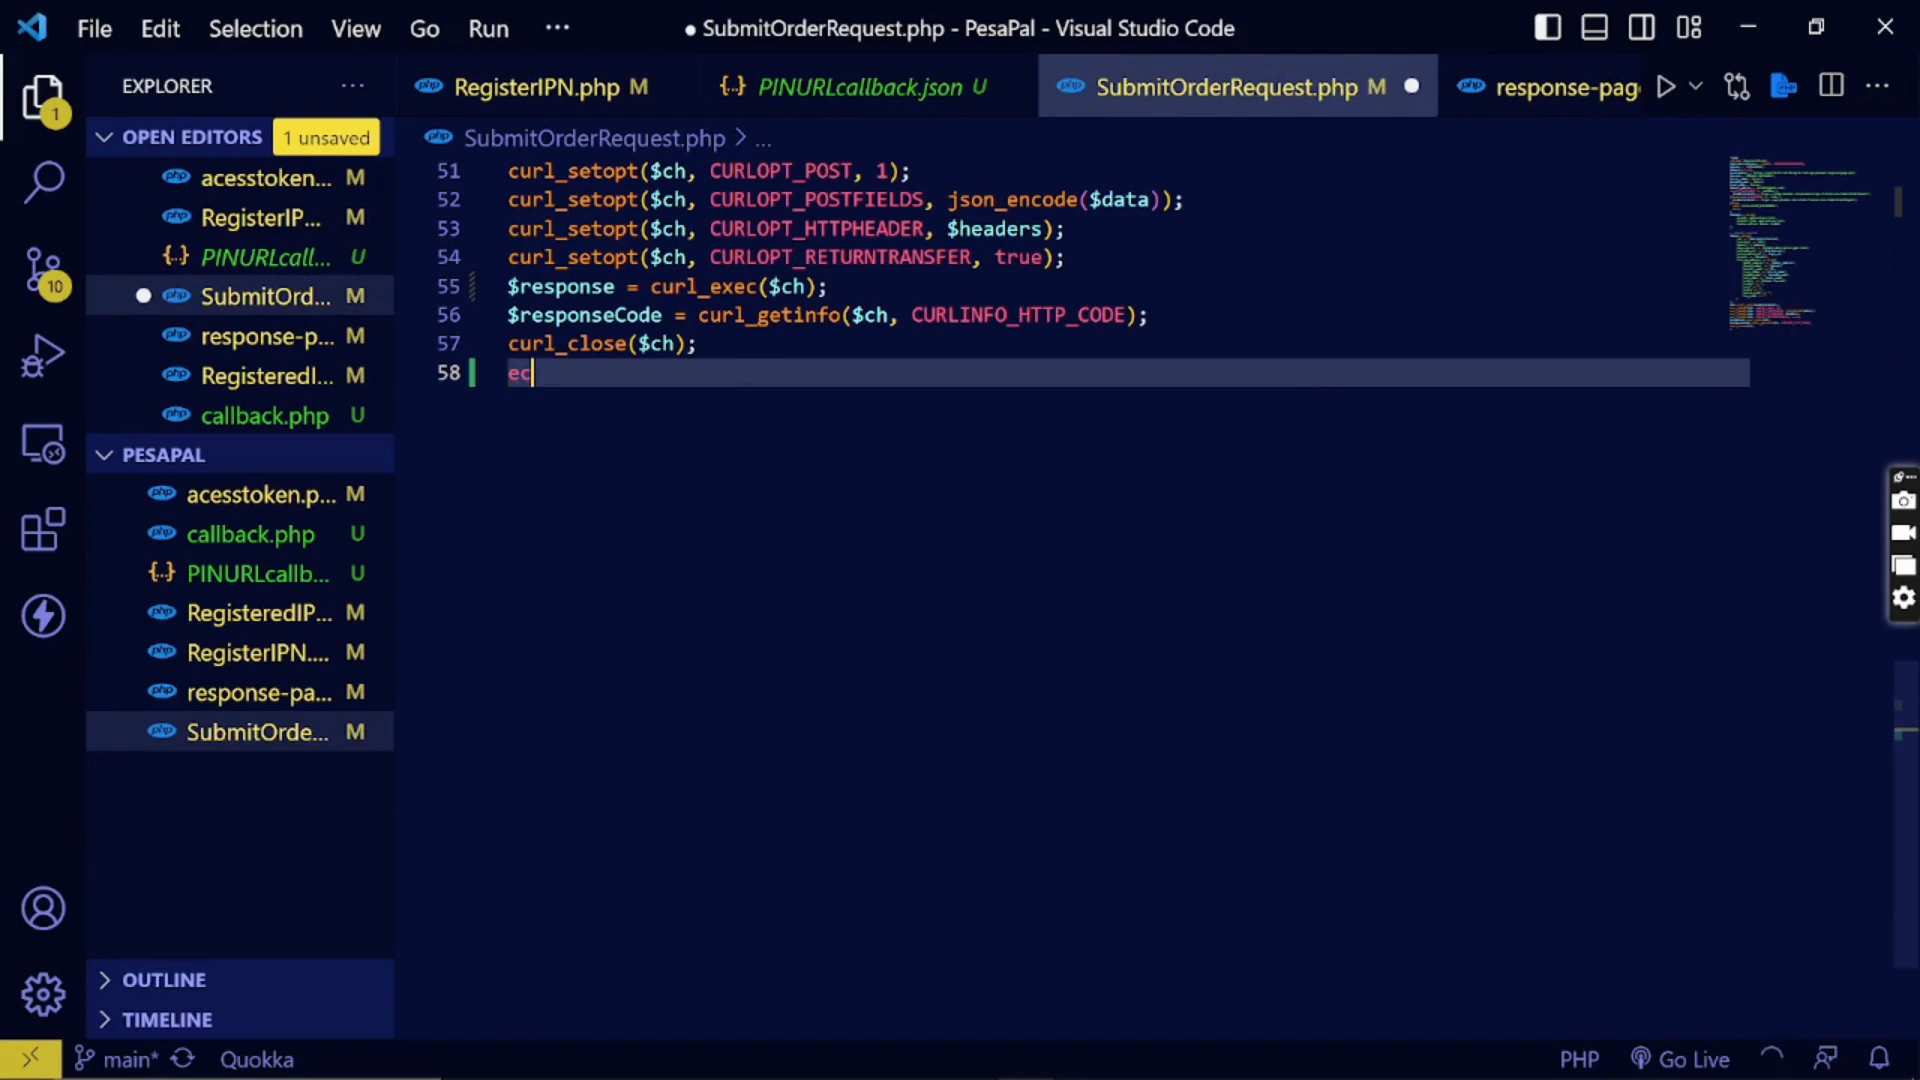 File Edit Selection View Go Run ··· ● SubmitOrderRequest.php - PesaPal - Visual Studio Code
EXPLORER ···
RegisterIPN.php M {..} PINURLcallback.json U SubmitOrderRequest.php M ● response-pag
OPEN EDITORS 1 unsaved
acesstoken... M
RegisterIP... M
{..} PINURLcall... U
SubmitOrd... M
response-p... M
RegisteredI... M
callback.php U
PESAPAL
acesstoken.p... M
callback.php U
{..} PINURLcallb... U
RegisteredIP... M
RegisterIPN.... M
response-pa... M
SubmitOrde... M
OUTLINE
TIMELINE
1
10
SubmitOrderRequest.php > ...
51 curl_setopt($ch, CURLOPT_POST, 1);
52 curl_setopt($ch, CURLOPT_POSTFIELDS, json_encode($data));
53 curl_setopt($ch, CURLOPT_HTTPHEADER, $headers);
54 curl_setopt($ch, CURLOPT_RETURNTRANSFER, true);
55 $response = curl_exec($ch);
56 $responseCode = curl_getinfo($ch, CURLINFO_HTTP_CODE);
57 curl_close($ch);
58 ec
main* Quokka PHP Go Live